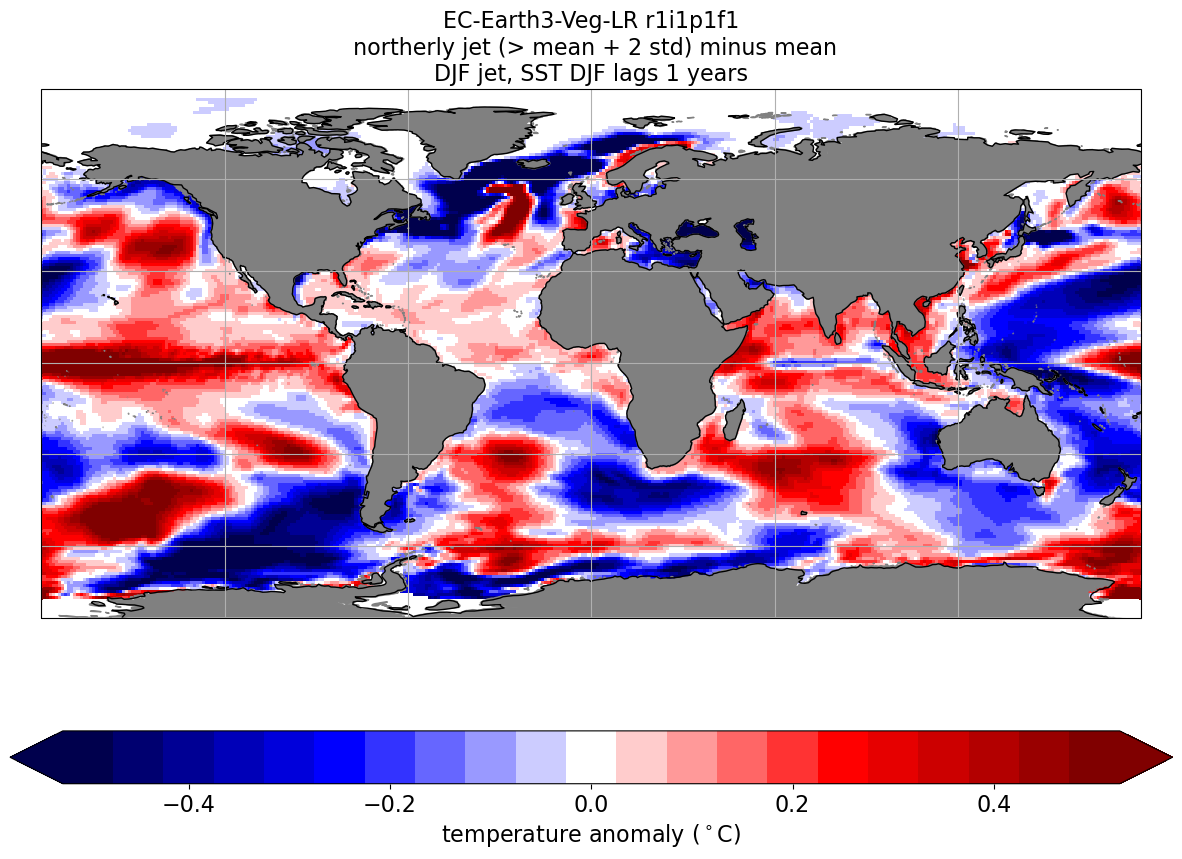 EC-Earth3-Veg-LR r1i1p1f1
northerly jet (> mean + 2 std) minus mean
DJF jet, SST DJF lags 1 years
−0.4 −0.2 0.0 0.2 0.4
temperature anomaly (°C)